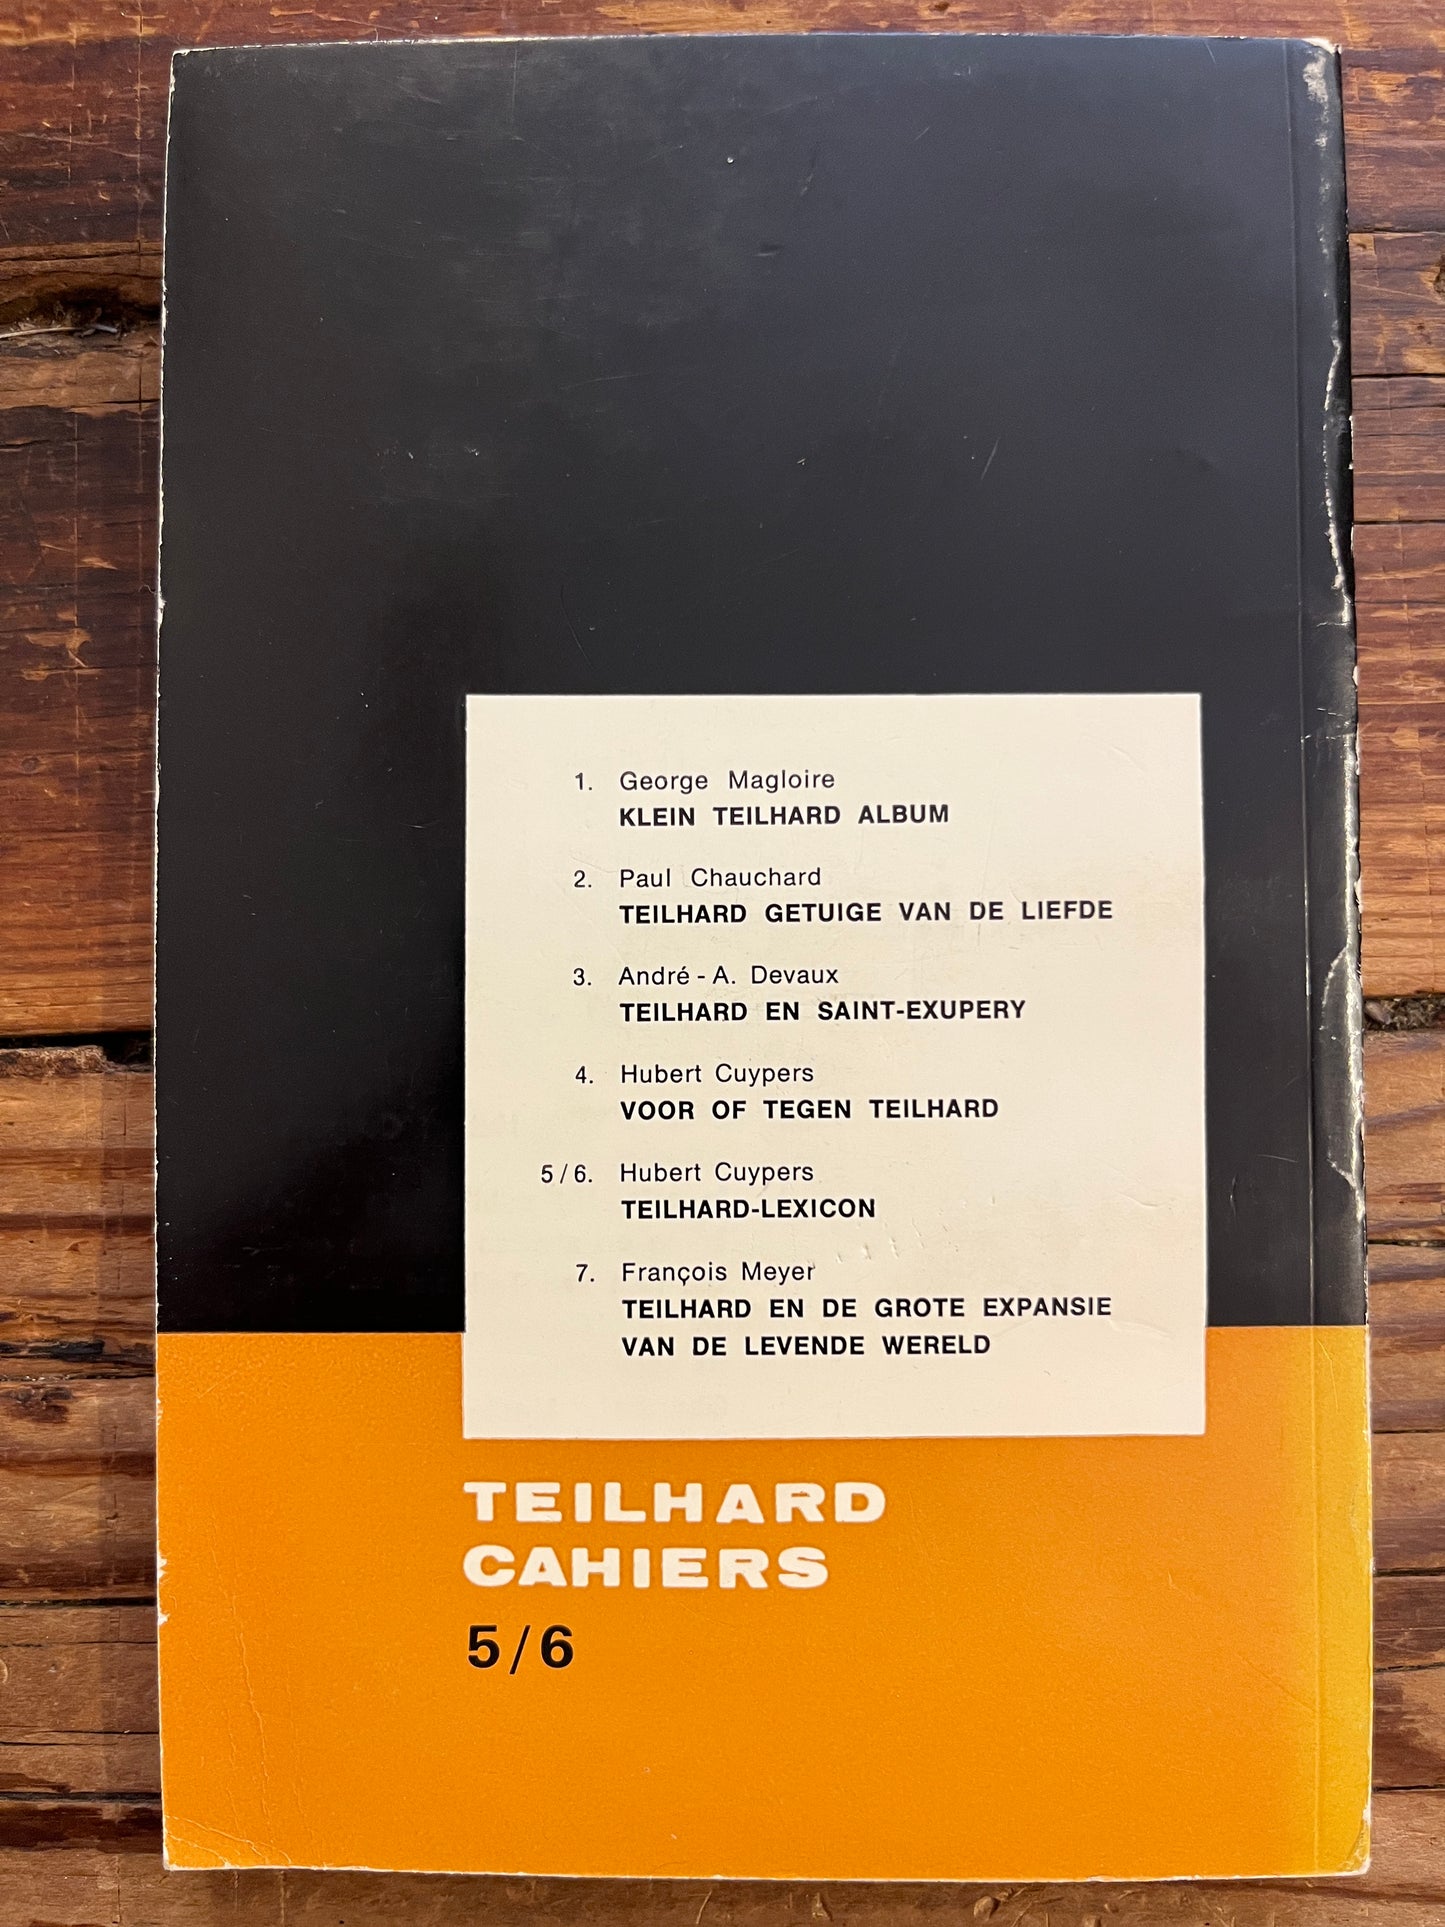 1. George Magloire
KLEIN TEILHARD ALBUM
2. Paul Chauchard
TEILHARD GETUIGE VAN DE LIEFDE
3. André - A. Devaux
TEILHARD EN SAINT-EXUPERY
4. Hubert Cuypers
VOOR OF TEGEN TEILHARD
5 / 6. Hubert Cuypers
TEILHARD-LEXICON
7. François Meyer
TEILHARD EN DE GROTE EXPANSIE
VAN DE LEVENDE WERELD
TEILHARD
CAHIERS
5/6